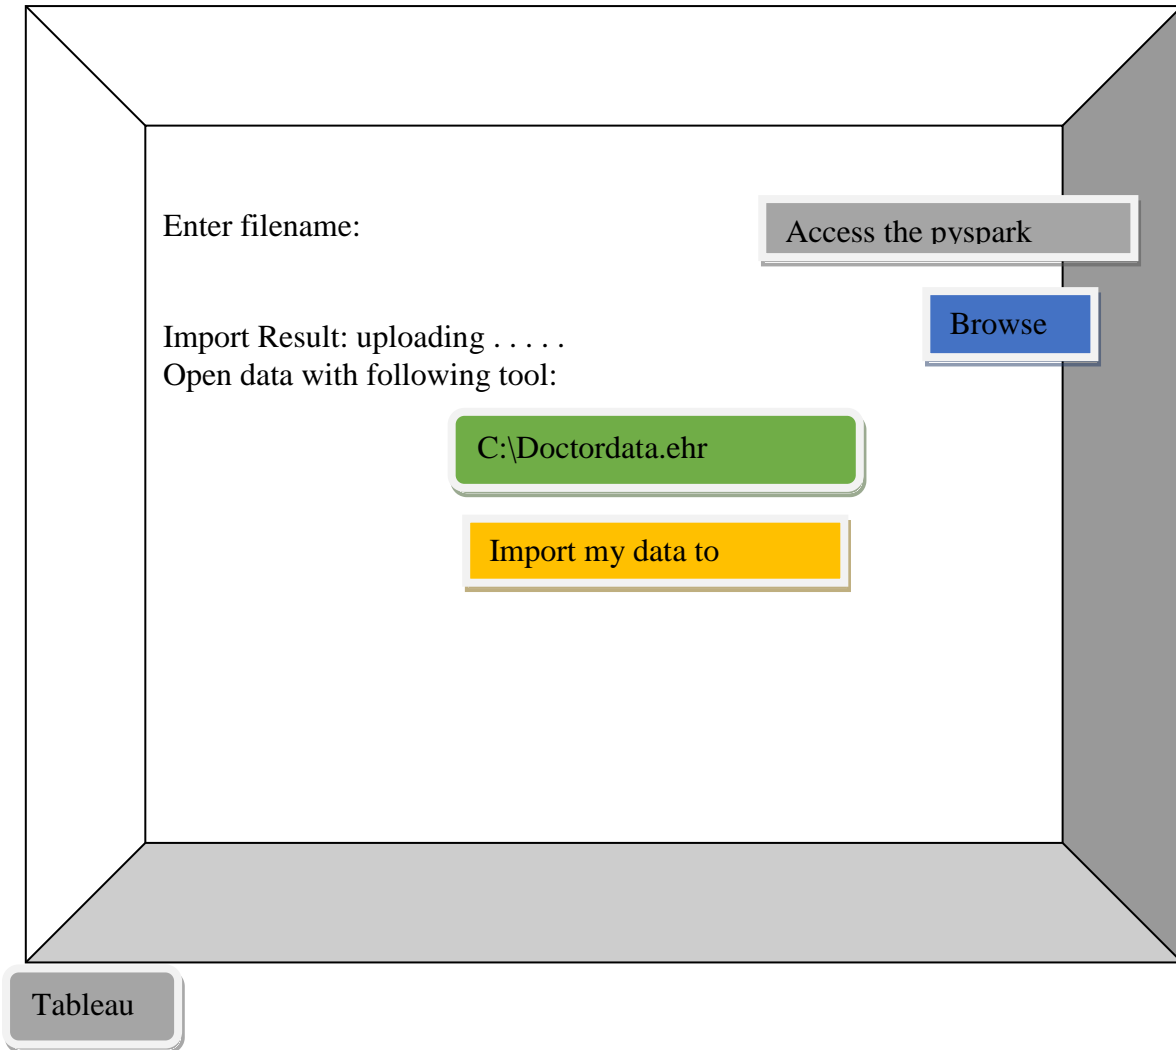 Enter filename:
Access the pyspark
Browse
Import Result: uploading . . . . .
Open data with following tool:
C:\Doctordata.ehr
Import my data to
Tableau